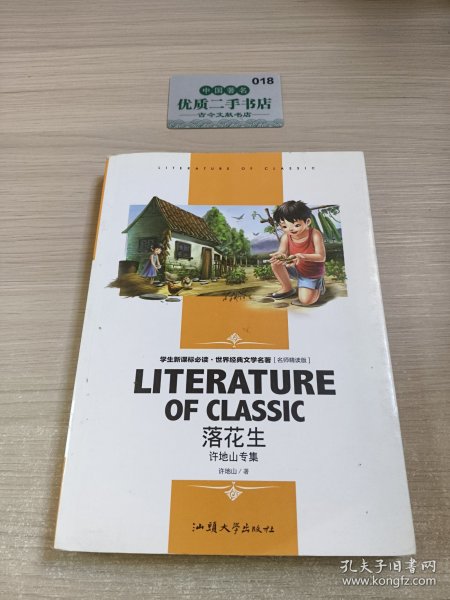 018
中国著名
优质二手书店
古今文献书店
LITERATURE OF CLASSIC
学生新课标必读·世界经典文学名著[名师精读版]
LITERATURE
OF CLASSIC
落花生
许地山专集
许地山/著
汕頭大學出版社
孔夫子旧书网
www.kongfz.com